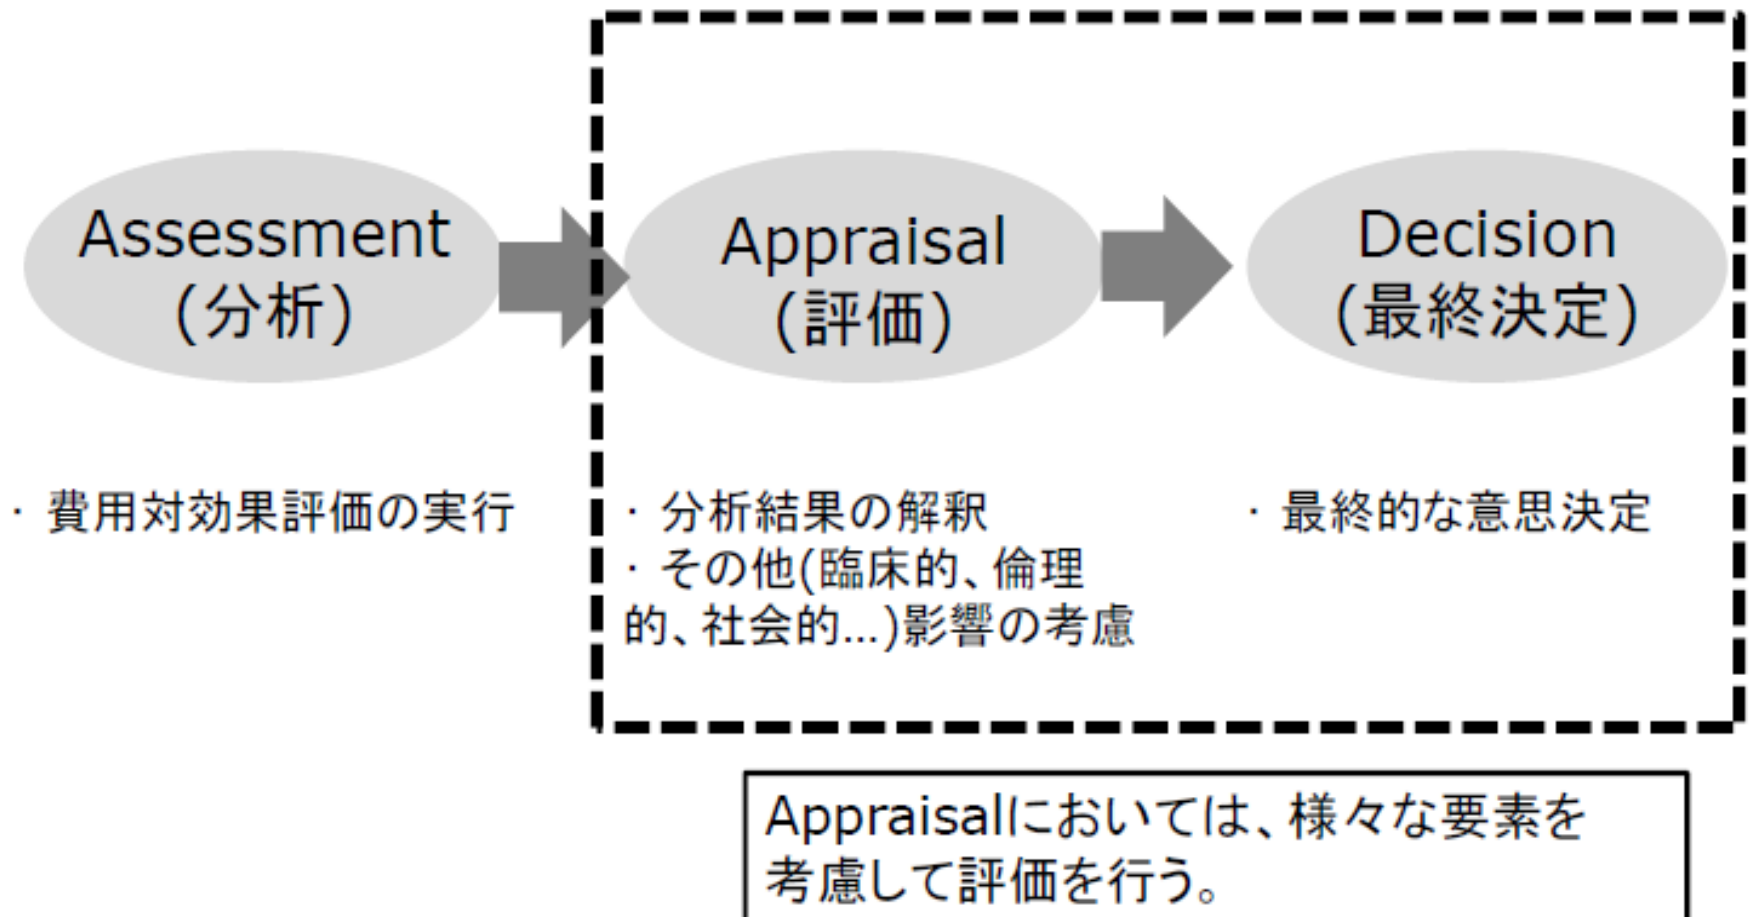 Assessment
(分析)
Appraisal
(評価)
Decision
(最終決定)
・費用対効果評価の実行
・分析結果の解釈
・その他(臨床的、倫理
的、社会的...)影響の考慮
・最終的な意思決定
Appraisalにおいては、様々な要素を
考慮して評価を行う。